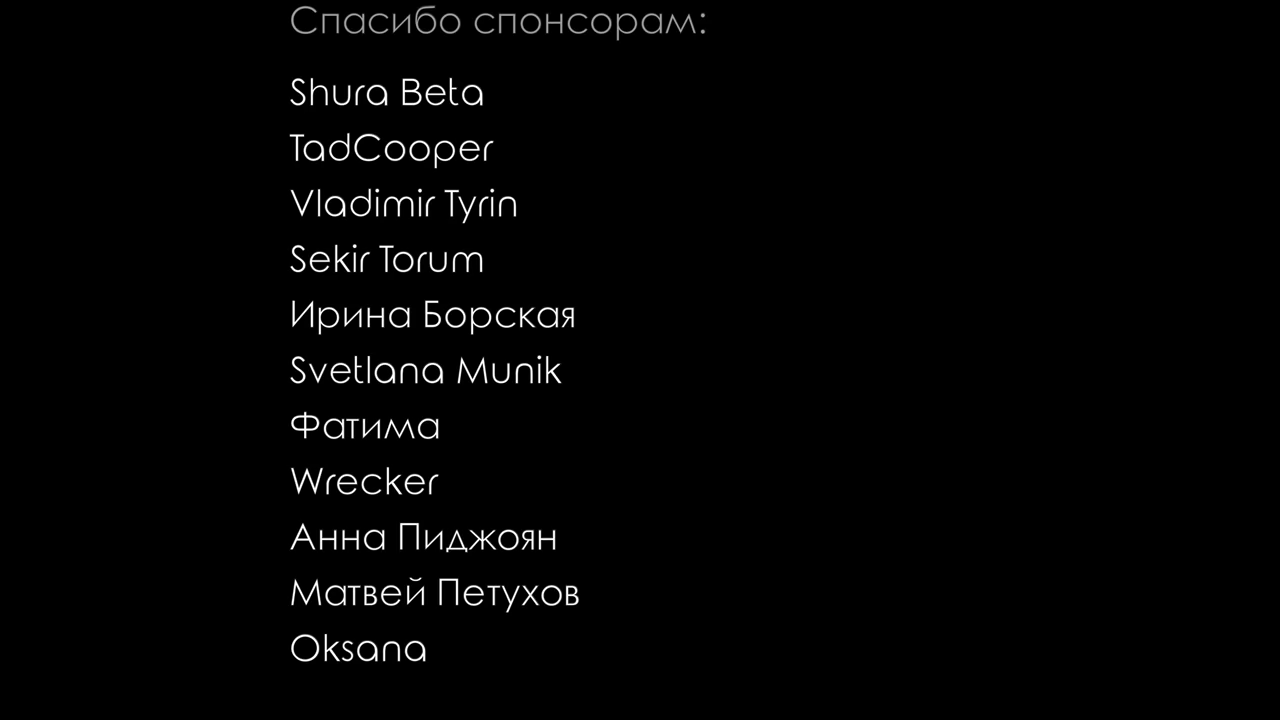 Спасибо спонсорам:
Shura Beta
TadCooper
Vladimir Tyrin
Sekir Torum
Ирина Борская
Svetlana Munik
Фатима
Wrecker
Анна Пиджоян
Матвей Петухов
Oksana